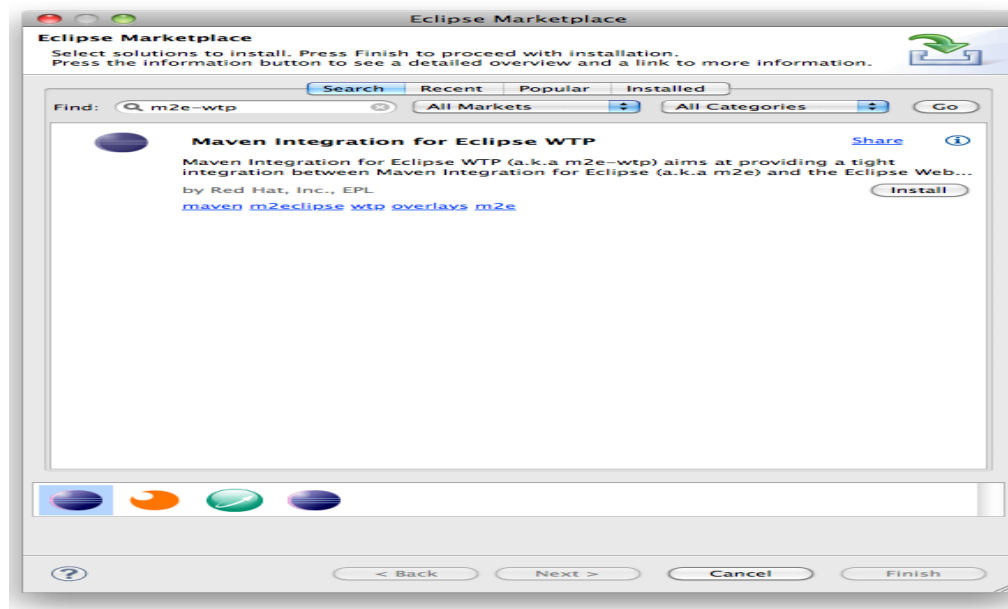 Eclipse Marketplace
Eclipse Marketplace
Select solutions to install. Press Finish to proceed with installation.
Press the information button to see a detailed overview and a link to more information.
Search Recent Popular Installed
Find: m2e-wtp All Markets All Categories Go
Maven Integration for Eclipse WTP Share
Maven Integration for Eclipse WTP (a.k.a m2e-wtp) aims at providing a tight
integration between Maven Integration for Eclipse (a.k.a m2e) and the Eclipse Web...
by Red Hat, Inc., EPL Install
maven m2eclipse wtp overlays m2e
? < Back Next > Cancel Finish